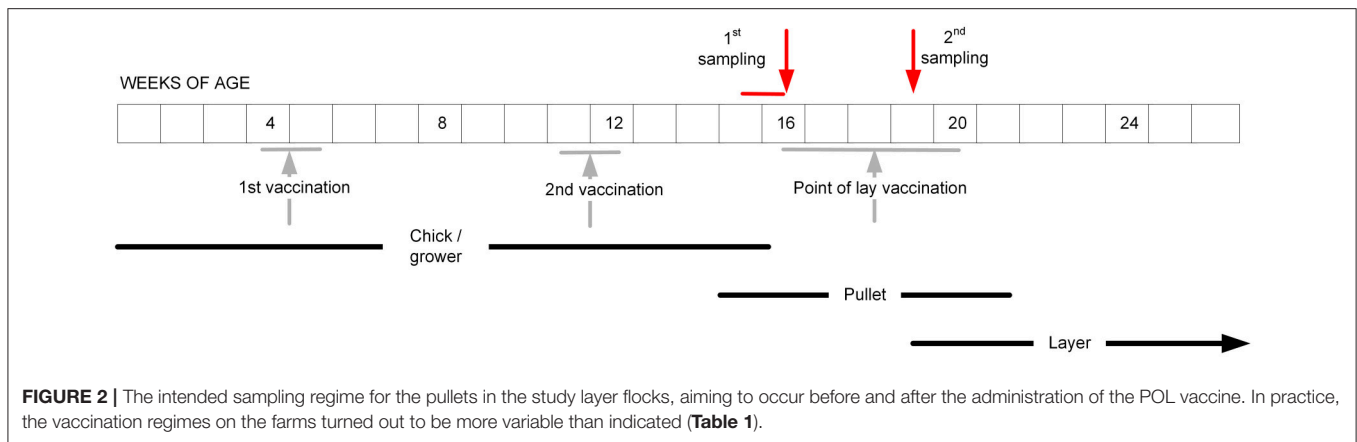 1st sampling
2nd sampling
WEEKS OF AGE
4 8 12 16 20 24
1st vaccination
2nd vaccination
Point of lay vaccination
Chick /
grower
Pullet
Layer
FIGURE 2 | The intended sampling regime for the pullets in the study layer flocks, aiming to occur before and after the administration of the POL vaccine. In practice,
the vaccination regimes on the farms turned out to be more variable than indicated (Table 1).